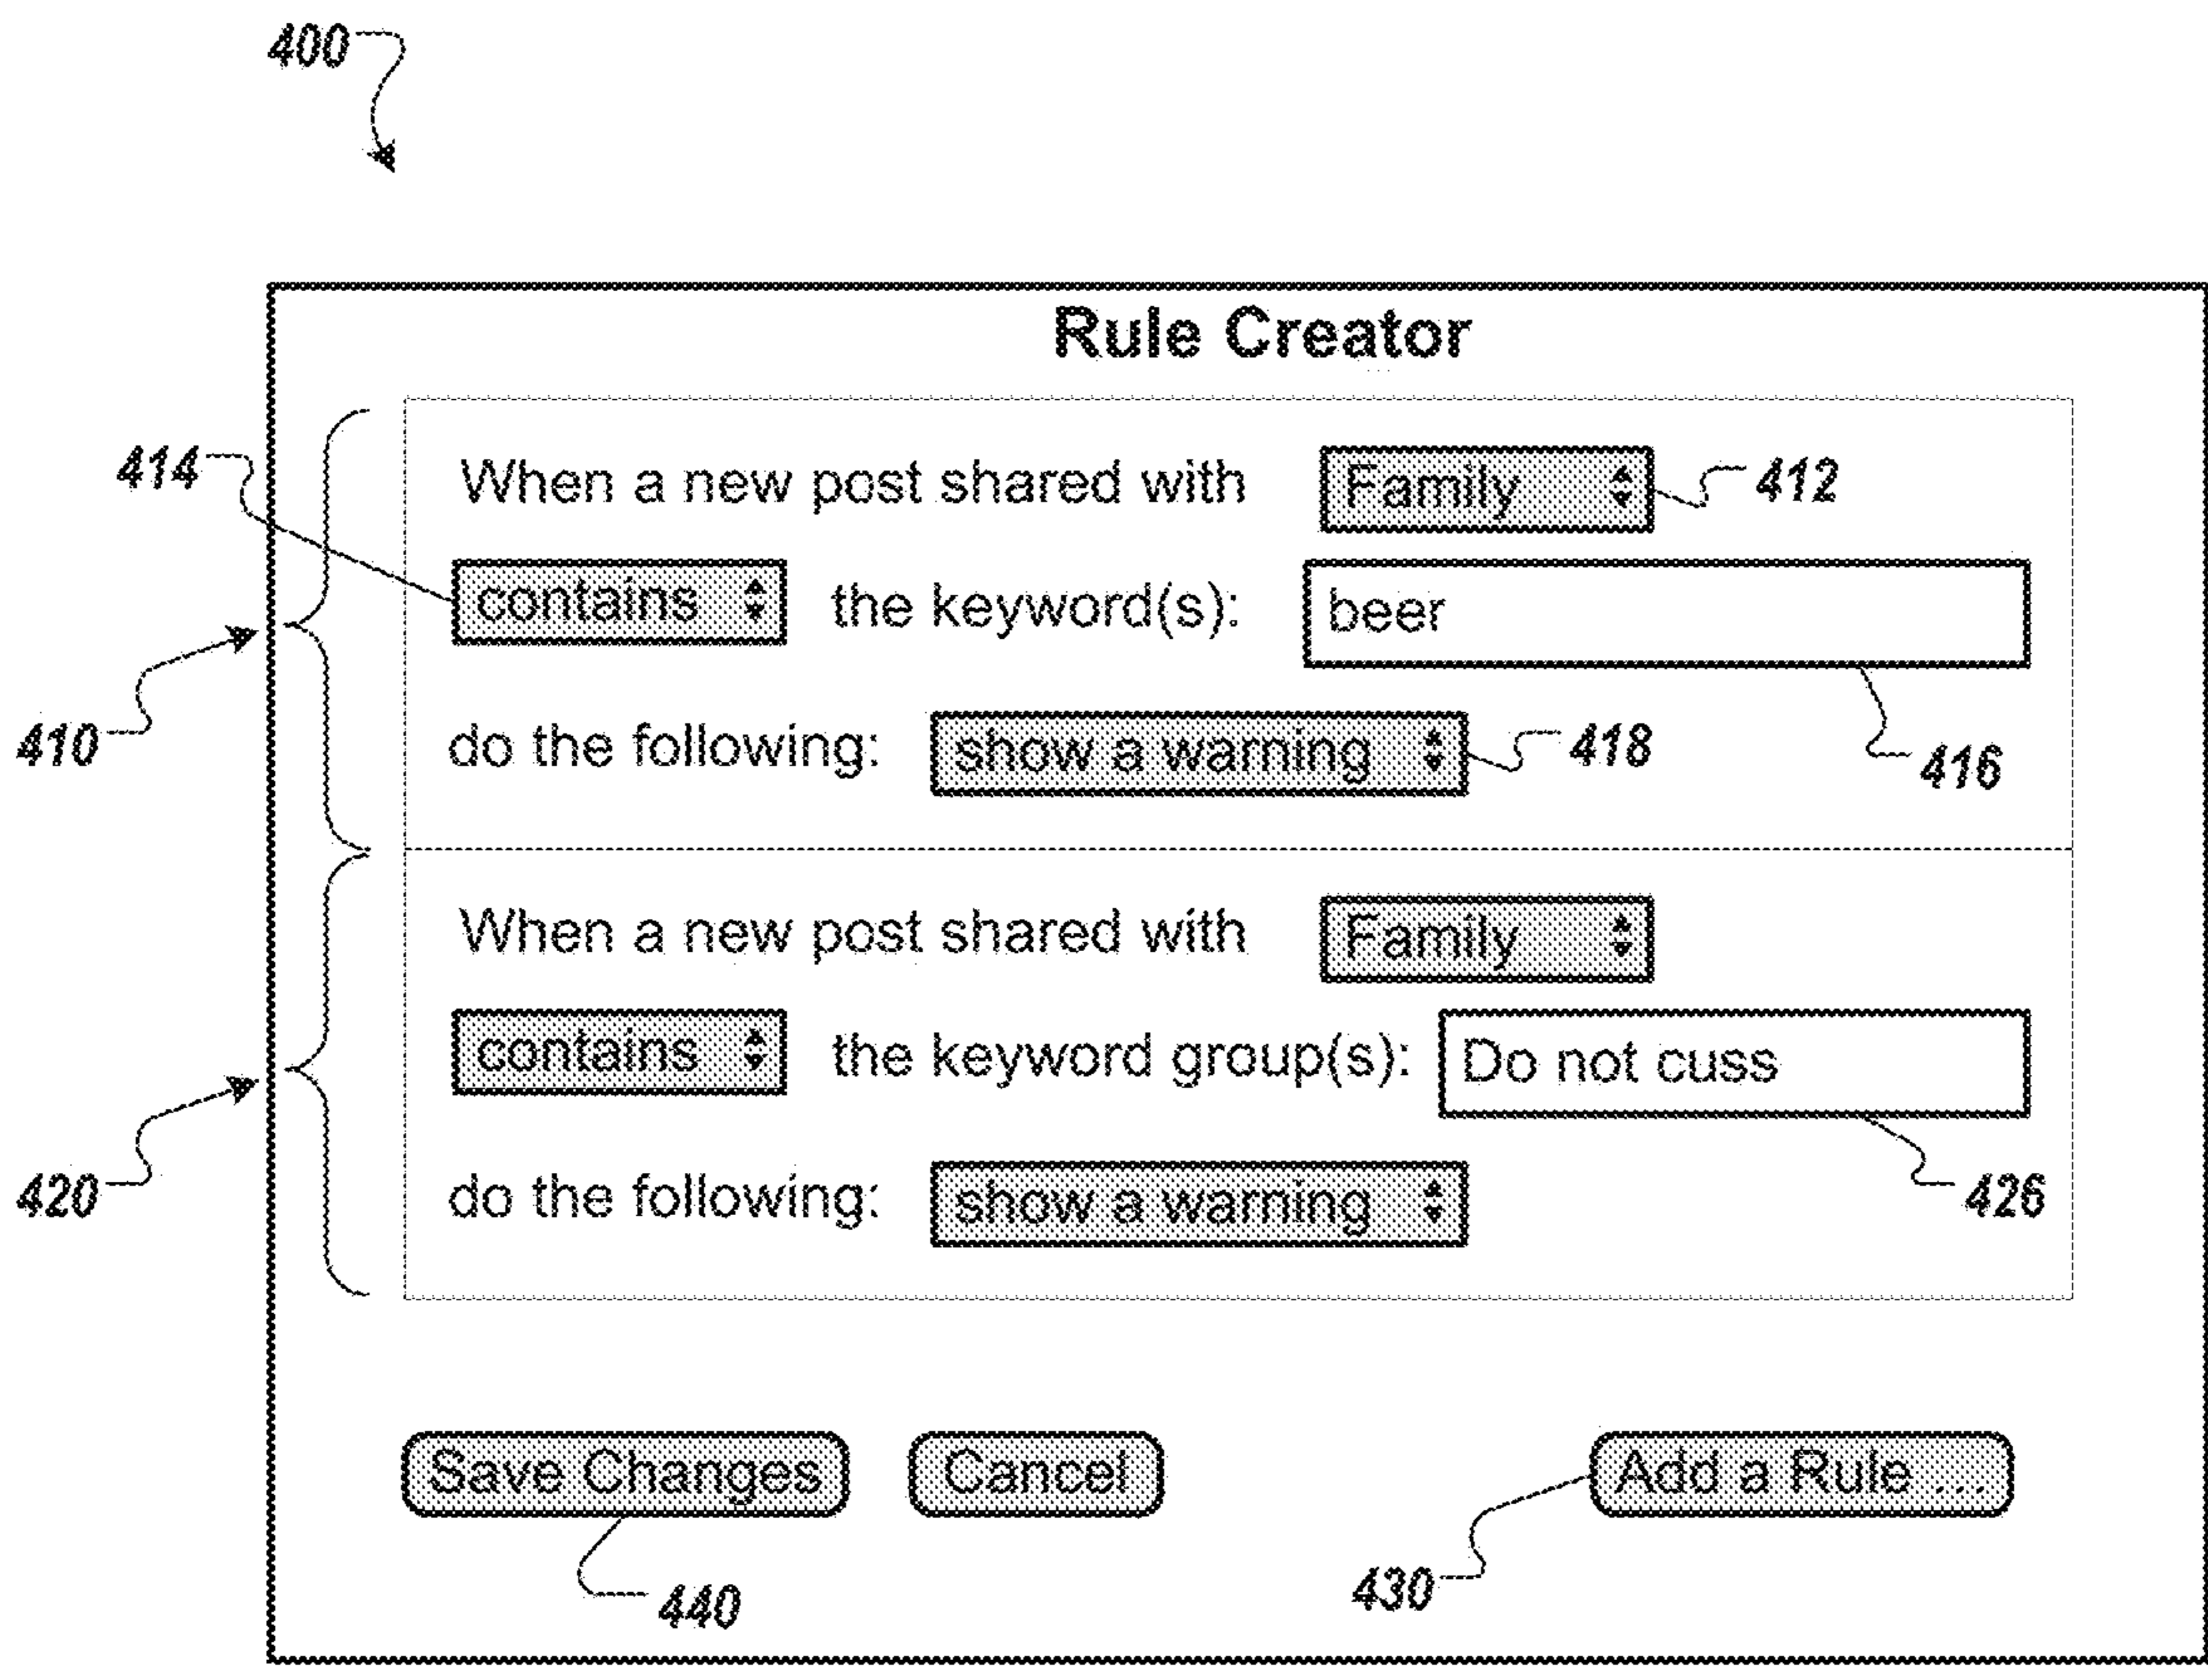 400
Rule Creator
414
When a new post shared with Family 412
contains the keyword(s): beer
410
do the following: show a warning 418
416
When a new post shared with Family
contains the keyword group(s): Do not cuss
420
do the following: show a warning
426
Save Changes Cancel Add a Rule ...
440
430